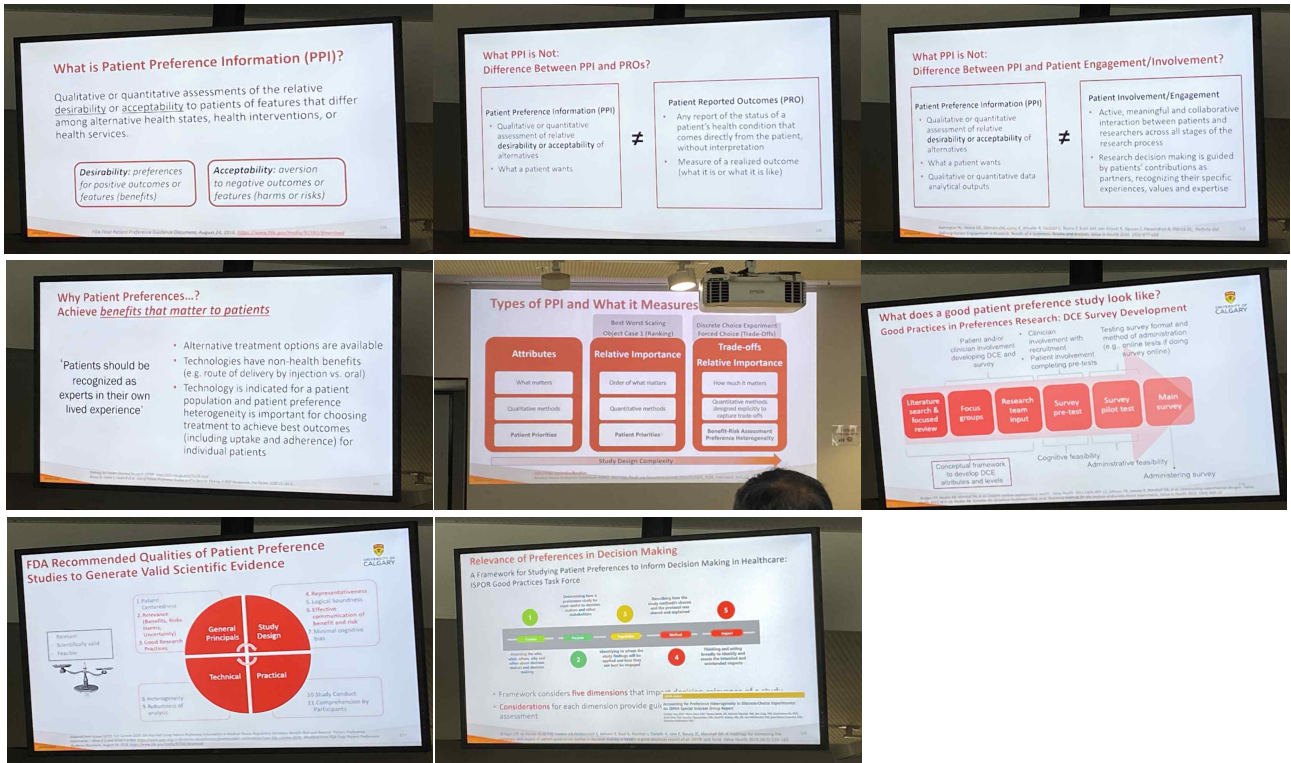 What is Patient Preference Information (PPI)?
Qualitative or quantitative assessments of the relative
desirability or acceptability to patients of features that differ
among alternative health states, health interventions, or
health services.
Desirability: preferences
for positive outcomes or
features (benefits)
Acceptability: aversion
to negative outcomes or
features (harms or risks)
What PPI is Not:
Difference Between PPI and PROs?
Patient Preference Information (PPI)
• Qualitative or quantitative
assessment of relative
desirability or acceptability of
alternatives
• What a patient wants
≠
Patient Reported Outcomes (PRO)
• Any report of the status of a
patient's health condition that
comes directly from the patient,
without interpretation
• Measure of a realized outcome
(what it is or what it is like)
What PPI is Not:
Difference Between PPI and Patient Engagement/Involvement?
Patient Preference Information (PPI)
• Qualitative or quantitative
assessment of relative
desirability or acceptability of
alternatives
• What a patient wants
• Qualitative or quantitative data
analytical outputs
≠
Patient Involvement/Engagement
• Active, meaningful and collaborative
interaction between patients and
researchers across all stages of the
research process
• Research decision making is guided
by patients' contributions as
partners, recognizing their specific
experiences, values and expertise
Why Patient Preferences...?
Achieve benefits that matter to patients
'Patients should be
recognized as
experts in their own
lived experience'
• Alternative treatment options are available
• Technologies have non-health benefits
(e.g. route of delivery by injection vs. oral)
• Technology is indicated for a patient
population and patient preference
heterogeneity is important for choosing
treatment to achieve best outcomes
(including uptake and adherence) for
individual patients
Types of PPI and What it Measures
EPSON
Best Worst Scaling
Object Case 1 (Ranking)
Discrete Choice Experiment
Forced Choice (Trade-Offs)
Attributes
What matters
Qualitative methods
Patient Priorities
Relative Importance
Order of what matters
Quantitative methods
Patient Priorities
Trade-offs
Relative Importance
How much it matters
Quantitative methods
designed explicitly to
capture trade-offs
Benefit-Risk Assessment
Preference Heterogeneity
Study Design Complexity
What does a good patient preference study look like?
Good Practices in Preferences Research: DCE Survey Development
UNIVERSITY OF
CALGARY
Patient and/or
clinician involvement
developing DCE and
survey
• Clinician
involvement with
recruitment
• Patient involvement
completing pre-tests
Testing survey format and
method of administration
(e.g., online tests if doing
survey online)
Literature
search &
focused
review
Focus
groups
Research
team
input
Survey
pre-test
Survey
pilot test
Main
survey
Conceptual framework
to develop DCE
attributes and levels
Cognitive feasibility
Administrative feasibility
Administering survey
FDA Recommended Qualities of Patient Preference
Studies to Generate Valid Scientific Evidence
UNIVERSITY OF
CALGARY
1. Patient
Centeredness
2. Relevance
(Benefits, Risks
Harms,
Uncertainty)
3. Good Research
Practices
4. Representativeness
5. Logical Soundness
6. Effective
communication of
benefit and risk
7. Minimal cognitive
bias
General
Principals
Study
Design
Technical
Practical
8. Heterogeneity
9. Robustness of
analysis
10. Study Conduct
11. Comprehension by
Participants
Relevance of Preferences in Decision Making
A Framework for Studying Patient Preferences to Inform Decision Making in Healthcare:
ISPOR Good Practices Task Force
1
2
3
4
5
• Framework considers five dimensions that
• Considerations for each dimension provide
assessment.
Accounting for Preference Heterogeneity in Discrete-Choice Experiments:
An ISPOR Special Interest Group Report